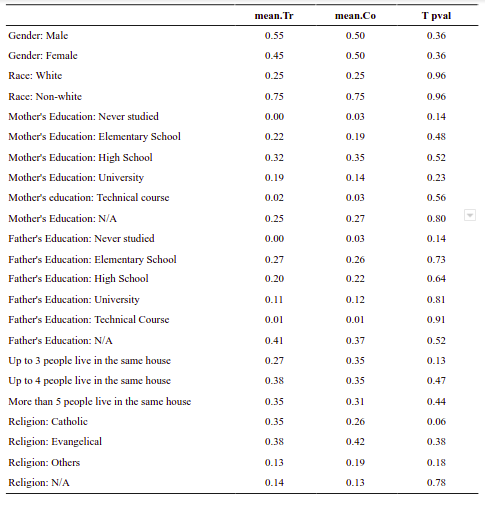 mean.Tr mean.Co T pval
Gender: Male 0.55 0.50 0.36
Gender: Female 0.45 0.50 0.36
Race: White 0.25 0.25 0.96
Race: Non-white 0.75 0.75 0.96
Mother's Education: Never studied 0.00 0.03 0.14
Mother's Education: Elementary School 0.22 0.19 0.48
Mother's Education: High School 0.32 0.35 0.52
Mother's Education: University 0.19 0.14 0.23
Mother's education: Technical course 0.02 0.03 0.56
Mother's Education: N/A 0.25 0.27 0.80
Father's Education: Never studied 0.00 0.03 0.14
Father's Education: Elementary School 0.27 0.26 0.73
Father's Education: High School 0.20 0.22 0.64
Father's Education: University 0.11 0.12 0.81
Father's Education: Technical Course 0.01 0.01 0.91
Father's Education: N/A 0.41 0.37 0.52
Up to 3 people live in the same house 0.27 0.35 0.13
Up to 4 people live in the same house 0.38 0.35 0.47
More than 5 people live in the same house 0.35 0.31 0.44
Religion: Catholic 0.35 0.26 0.06
Religion: Evangelical 0.38 0.42 0.38
Religion: Others 0.13 0.19 0.18
Religion: N/A 0.14 0.13 0.78